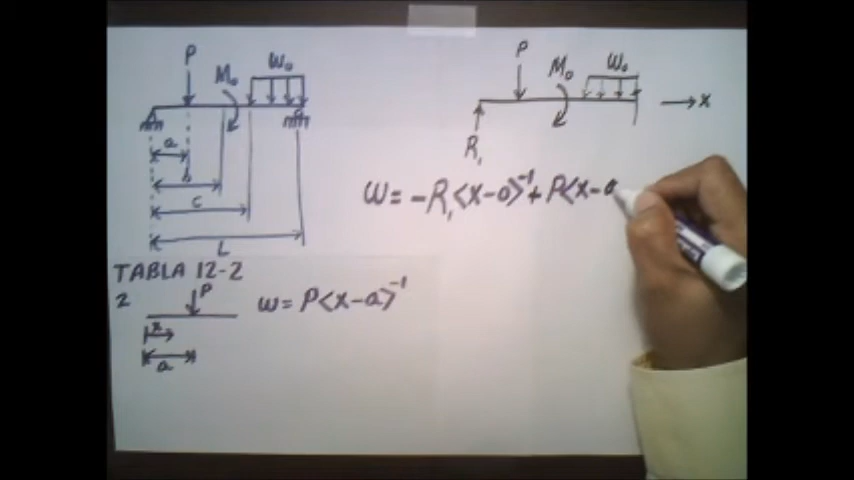 P
M₀
W₀
a
b
c
L
P
M₀
W₀
x
R₁
w = -R₁<x-0>⁻¹ + P<x-a
TABLA 12-2
2
P
w = P<x-a>⁻¹
x
a